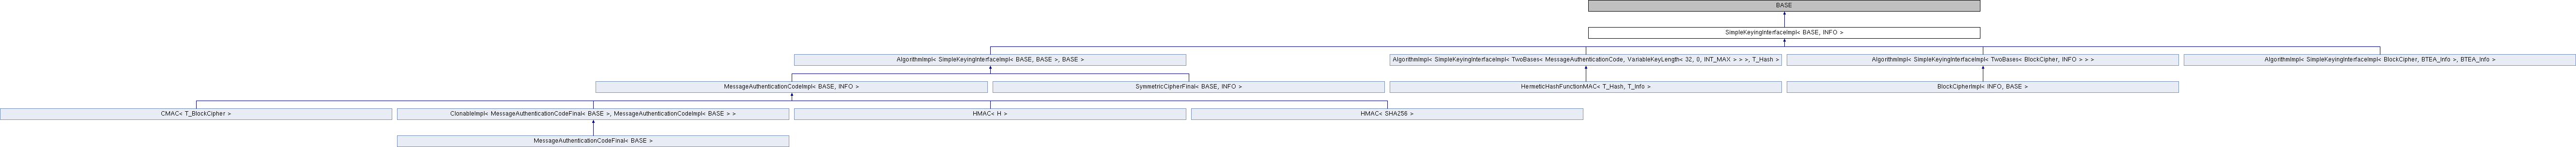 BASE
SimpleKeyingInterfaceImpl< BASE, INFO >
AlgorithmImpl< SimpleKeyingInterfaceImpl< BASE, BASE >, BASE >
AlgorithmImpl< SimpleKeyingInterfaceImpl< TwoBases< MessageAuthenticationCode, VariableKeyLength< 32, 0, INT_MAX > > >, T_Hash >
AlgorithmImpl< SimpleKeyingInterfaceImpl< TwoBases< BlockCipher, INFO > > >
AlgorithmImpl< SimpleKeyingInterfaceImpl< BlockCipher, BTEA_Info >, BTEA_Info >
MessageAuthenticationCodeImpl< BASE, INFO >
SymmetricCipherFinal< BASE, INFO >
HermeticHashFunctionMAC< T_Hash, T_Info >
BlockCipherImpl< INFO, BASE >
CMAC< T_BlockCipher >
ClonableImpl< MessageAuthenticationCodeFinal< BASE >, MessageAuthenticationCodeImpl< BASE > >
HMAC< H >
HMAC< SHA256 >
MessageAuthenticationCodeFinal< BASE >